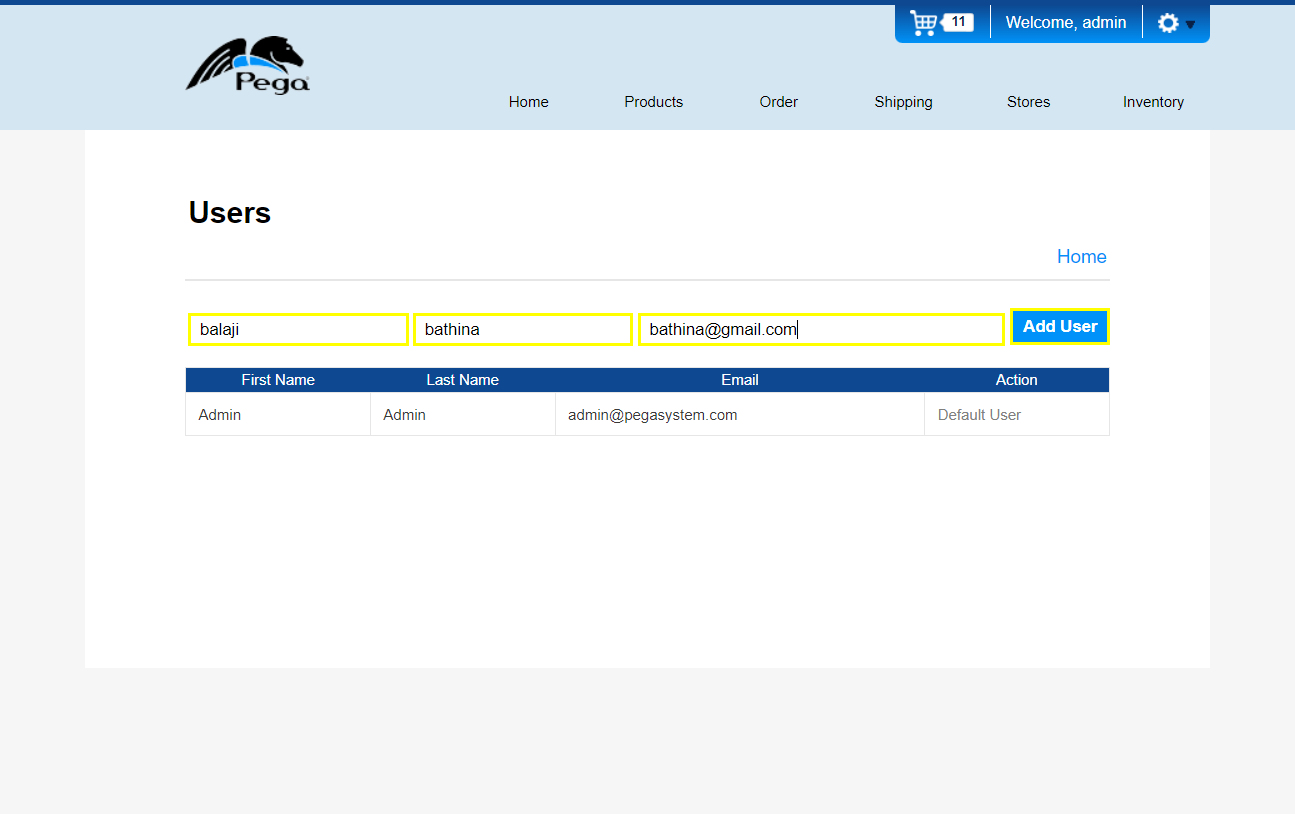 11 Welcome, admin
Pega
Home Products Order Shipping Stores Inventory
Users
Home
balaji bathina bathina@gmail.com Add User
First Name Last Name Email Action
Admin Admin admin@pegasystem.com Default User